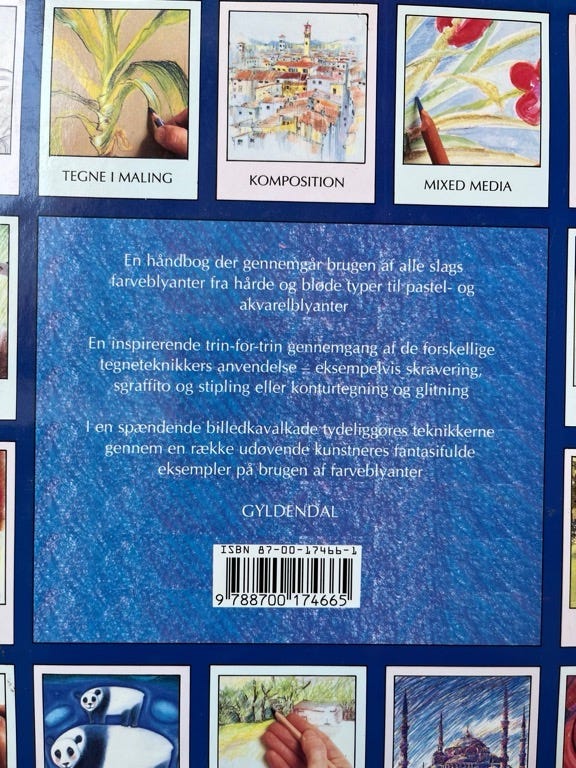 TEGNE I MALING
KOMPOSITION
MIXED MEDIA
En håndbog der gennemgår brugen af alle slags
farveblyanter fra hårde og bløde typer til pastel- og
akvarelblyanter
En inspirerende trin-for-trin gennemgang af de forskellige
tegneteknikkers anvendelse – eksempelvis skravering,
sgraffito og stipling eller konturtegning og glitning
I en spændende billedkavalkade tydeliggøres teknikkerne
gennem en række udøvende kunstneres fantasifulde
eksempler på brugen af farveblyanter
GYLDENDAL
ISBN 87-00-17466-1
9 788700 174665